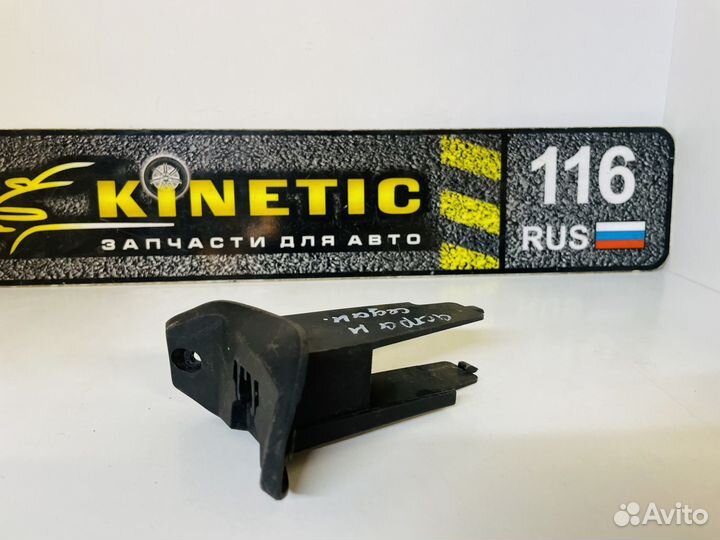 KINETIC
ЗАПЧАСТИ ДЛЯ АВТО
116
RUS
астра н
седан.
Avito